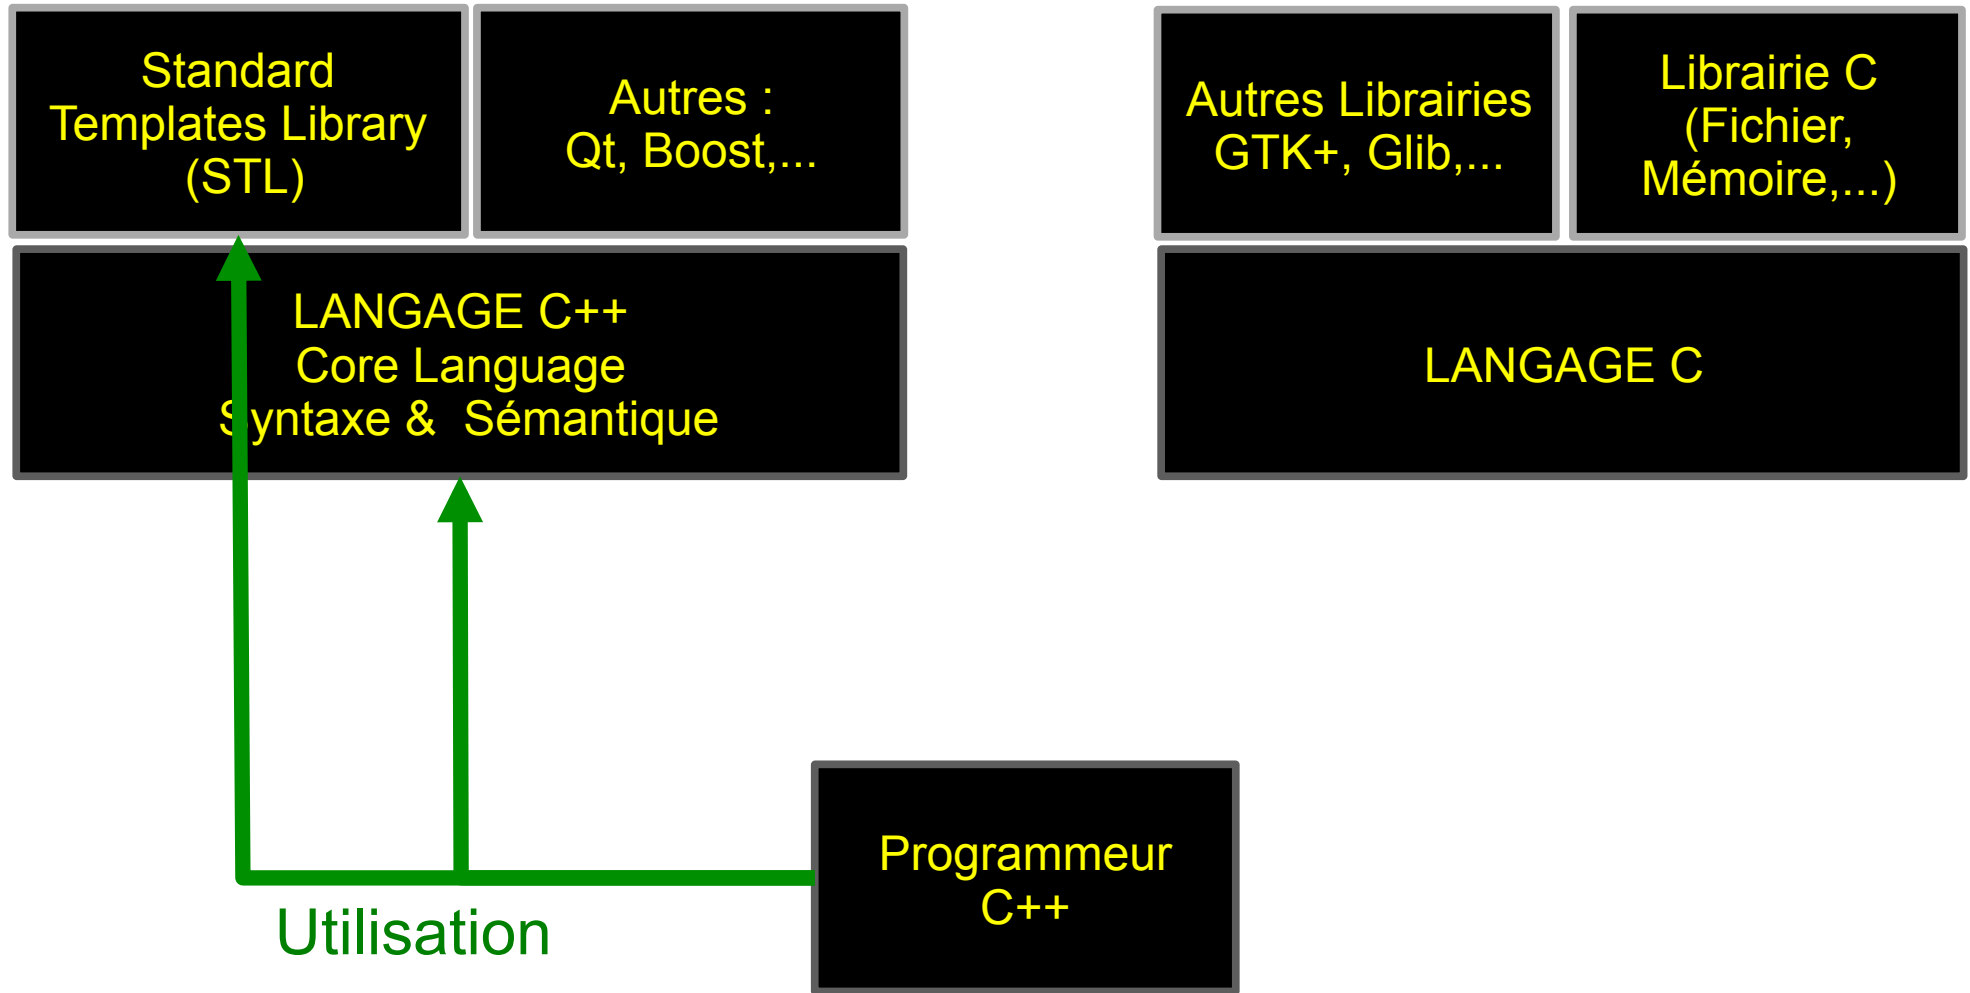 Standard
Templates Library
(STL)
Autres :
Qt, Boost,...
Autres Librairies
GTK+, Glib,...
Librairie C
(Fichier,
Mémoire,...)
LANGAGE C++
Core Language
Syntaxe & Sémantique
LANGAGE C
Programmeur
C++
Utilisation